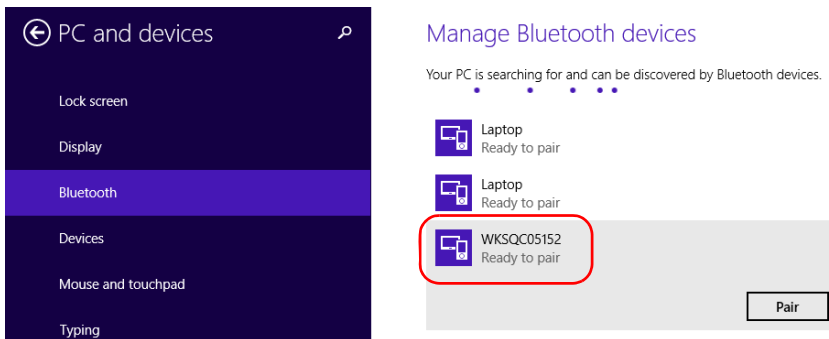 PC and devices
Lock screen
Display
Bluetooth
Devices
Mouse and touchpad
Typing
Manage Bluetooth devices
Your PC is searching for and can be discovered by Bluetooth devices.
Laptop
Ready to pair
Laptop
Ready to pair
WKSQC05152
Ready to pair
Pair